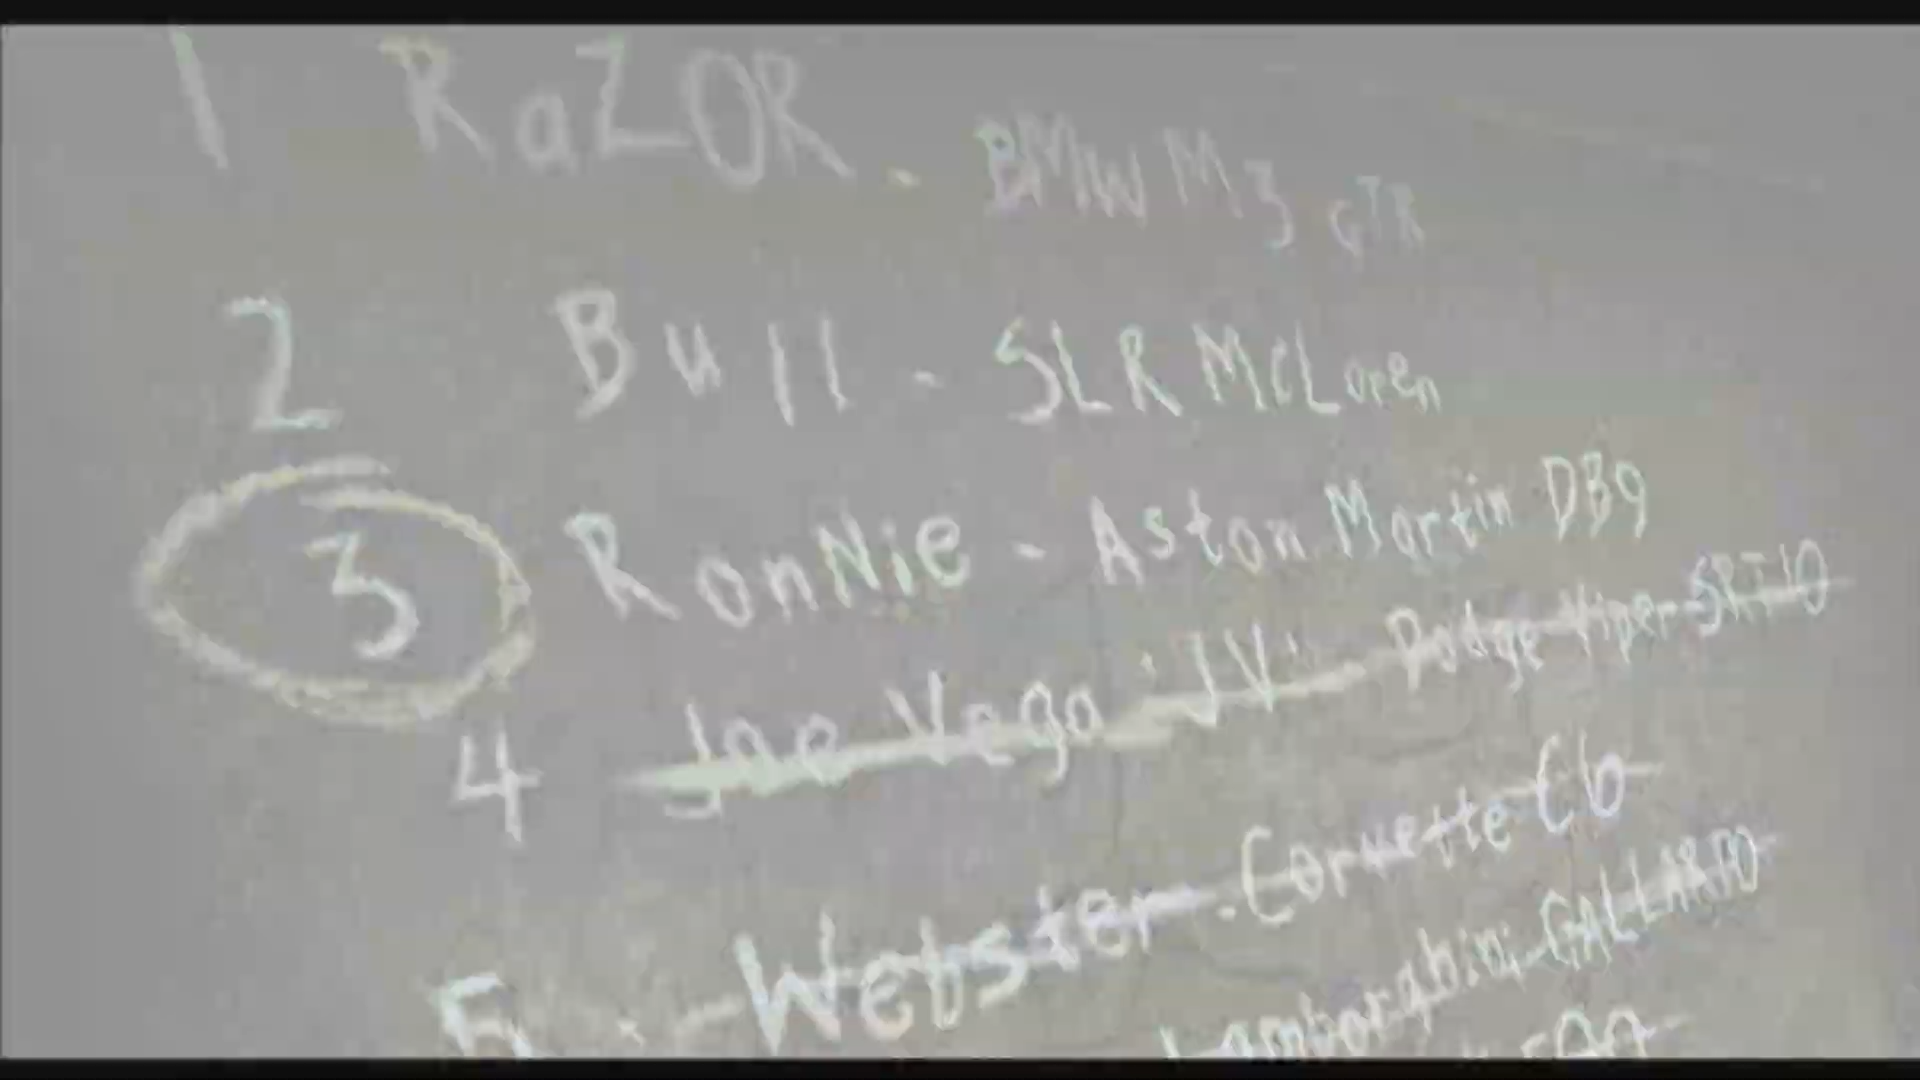 1 RaZOR - BMW M3 GTR
2 Bull - SLR McLaren
3 RonNie - Aston Martin DB9
4 Joe Vega "JV" - Dodge Viper SRT 10
5 . Webster - Corvette C6
Lamborghini GALLARDO